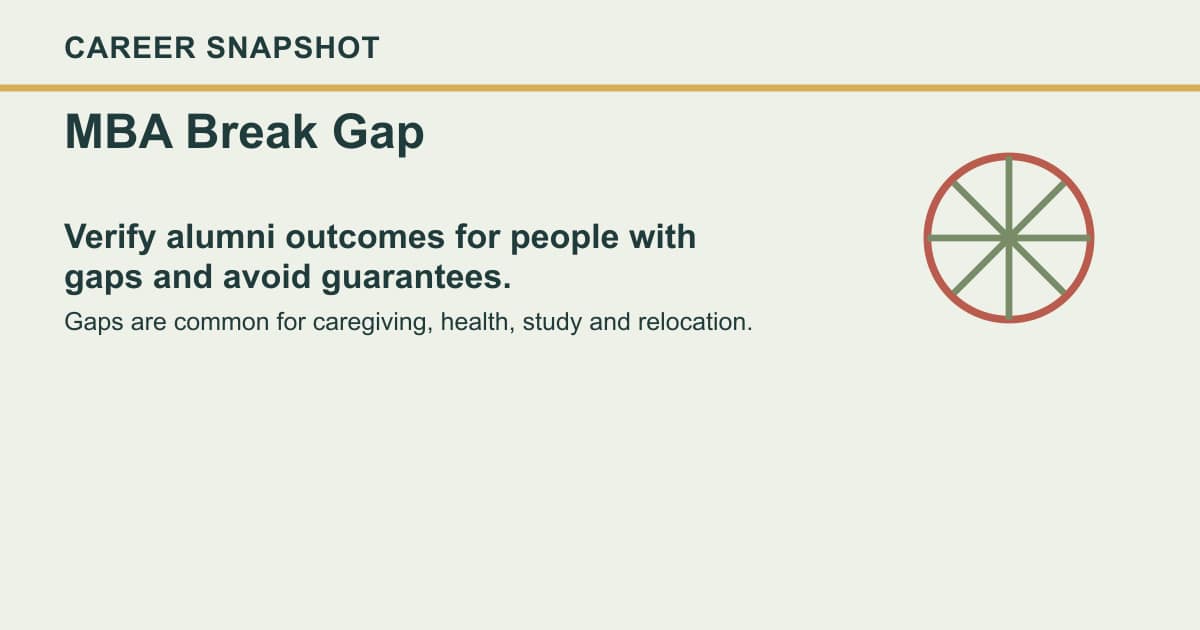 CAREER SNAPSHOT
MBA Break Gap
Verify alumni outcomes for people with
gaps and avoid guarantees.
Gaps are common for caregiving, health, study and relocation.